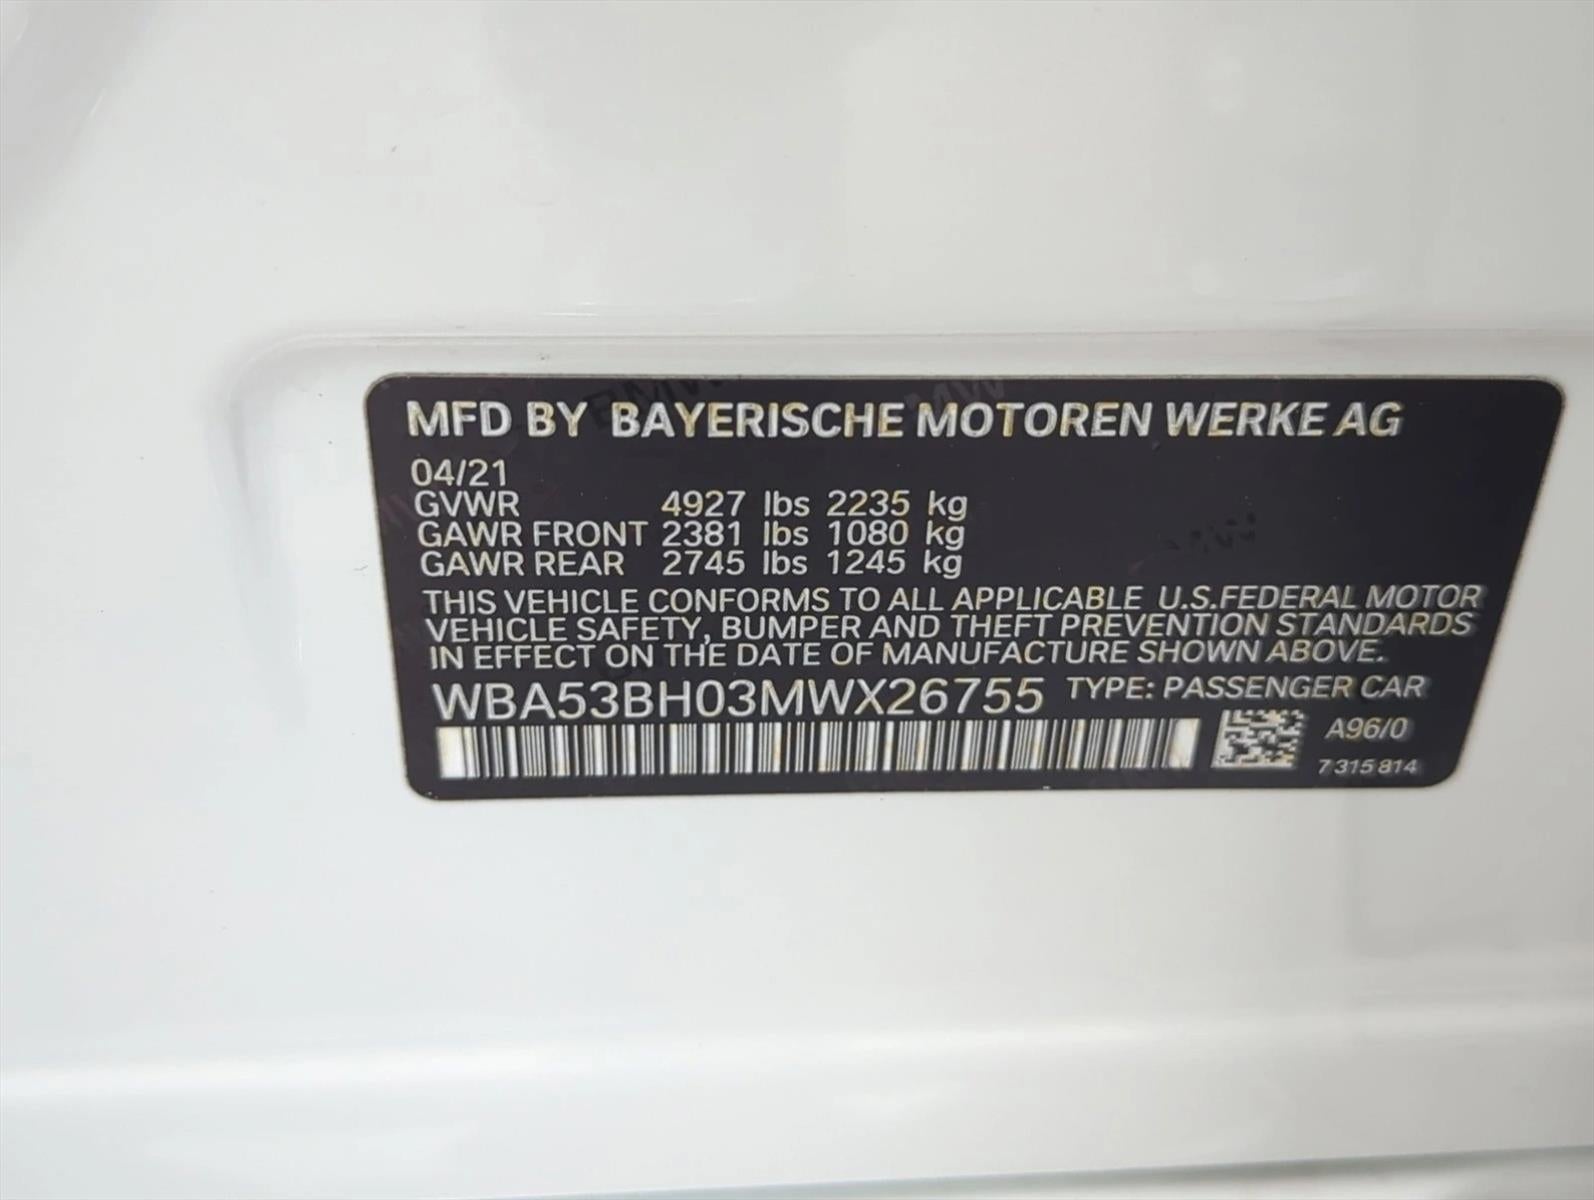 MFD BY BAYERISCHE MOTOREN WERKE AG
04/21
GVWR 4927 lbs 2235 kg
GAWR FRONT 2381 lbs 1080 kg
GAWR REAR 2745 lbs 1245 kg
THIS VEHICLE CONFORMS TO ALL APPLICABLE U.S.FEDERAL MOTOR
VEHICLE SAFETY, BUMPER AND THEFT PREVENTION STANDARDS
IN EFFECT ON THE DATE OF MANUFACTURE SHOWN ABOVE.
WBA53BH03MWX26755 TYPE: PASSENGER CAR
A96/0
7 315 814